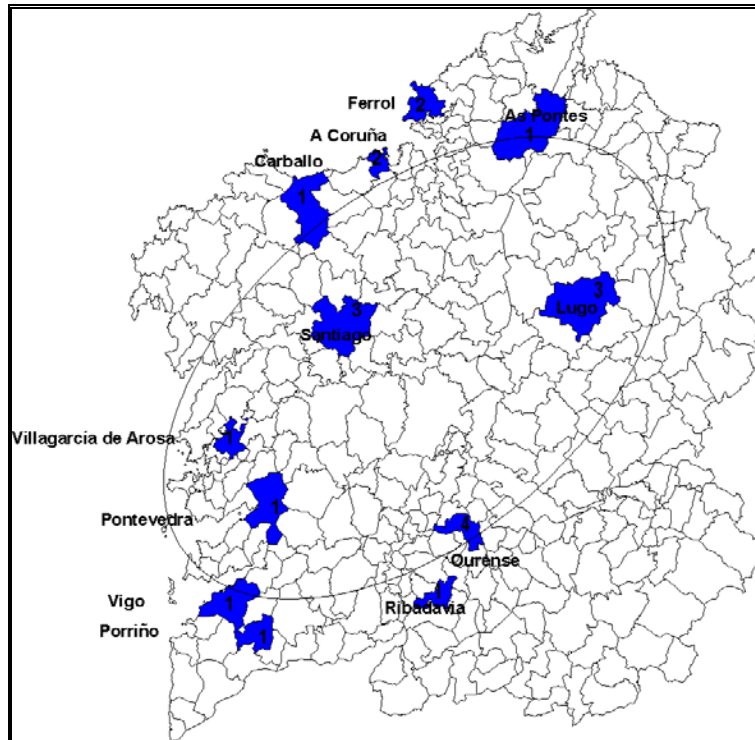 Ferrol
2
As Pontes
1
A Coruña
2
Carballo
1
3
Santiago
3
Lugo
Villagarcía de Arosa
1
Pontevedra
1
4
Ourense
1
Ribadavia
Vigo
1
Porriño
1